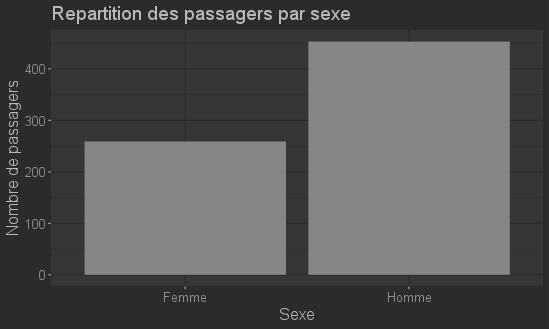 Repartition des passagers par sexe
Nombre de passagers
400
300
200
100
0
Femme
Homme
Sexe